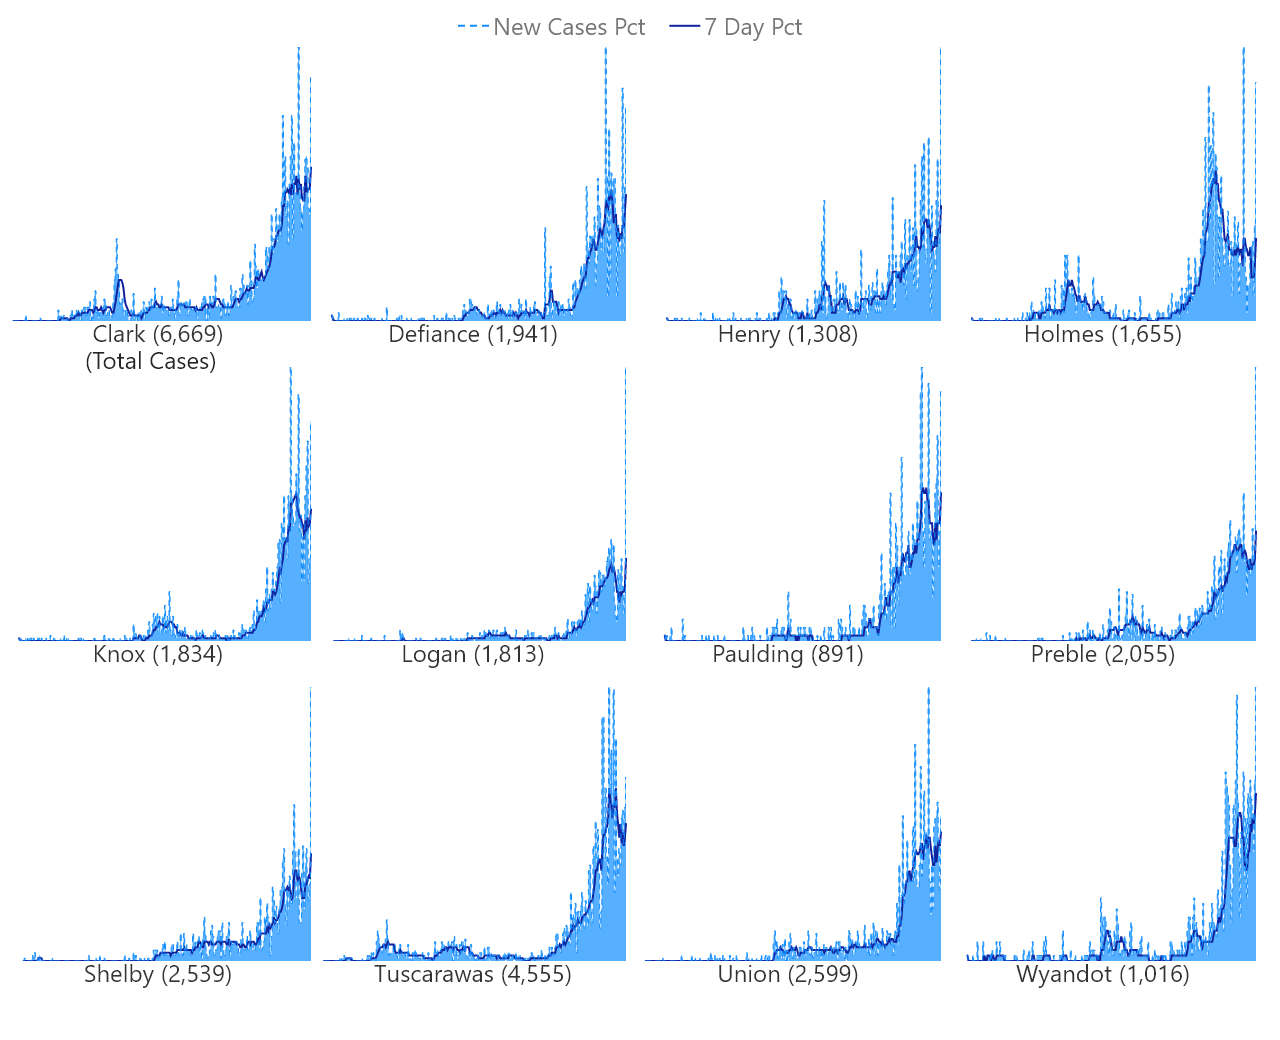 New Cases Pct 7 Day Pct
Clark (6,669) Defiance (1,941) Henry (1,308) Holmes (1,655)
(Total Cases)
Knox (1,834) Logan (1,813) Paulding (891) Preble (2,055)
Shelby (2,539) Tuscarawas (4,555) Union (2,599) Wyandot (1,016)